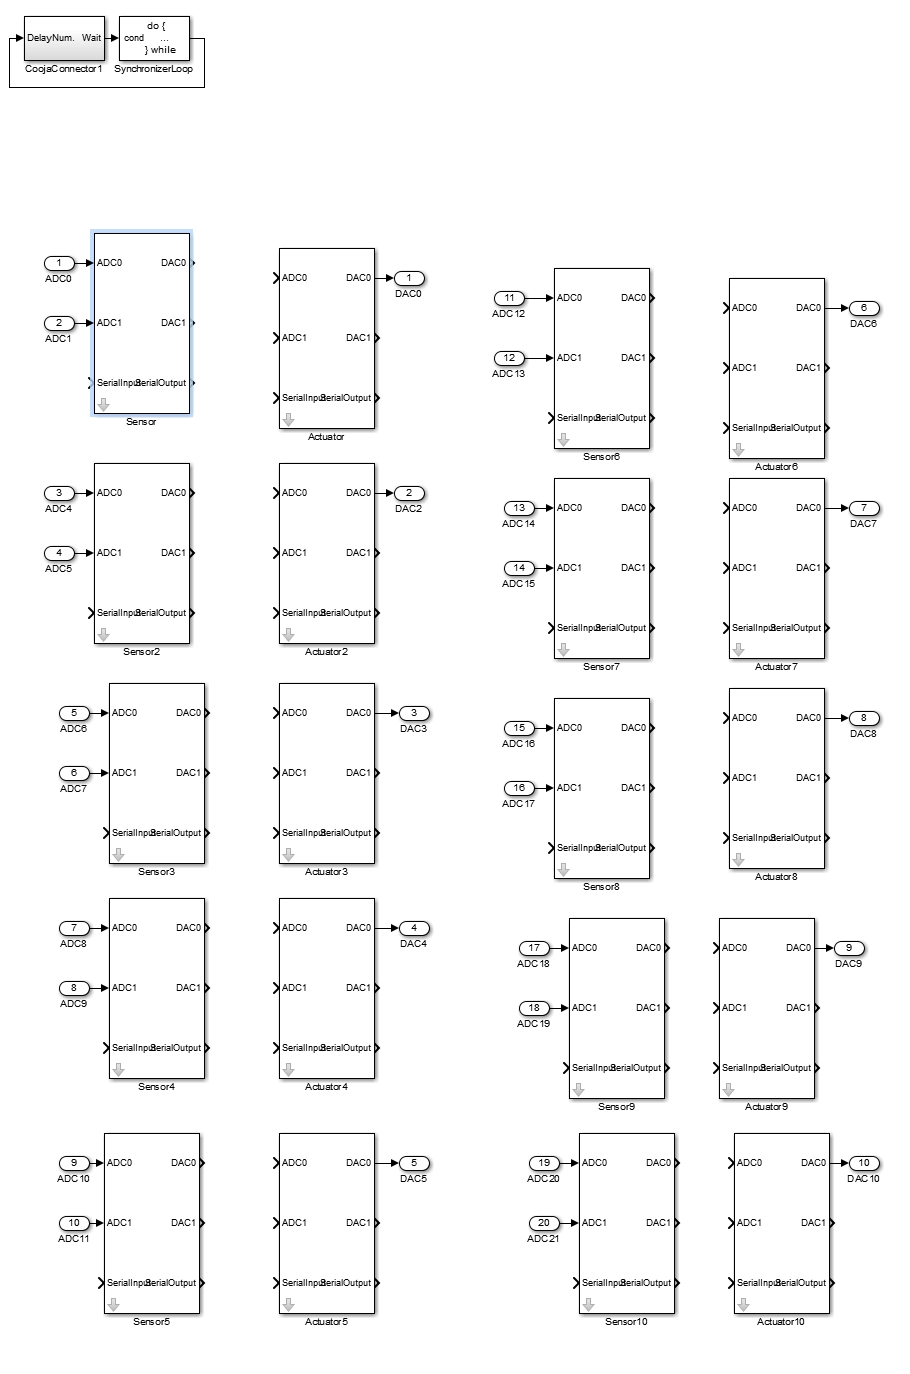 DelayNum. Wait
CoojaConnector1
do {
cond ...
} while
SynchronizerLoop
1
ADC0
2
ADC1
ADC0 DAC0
ADC1 DAC1
SerialInput SerialOutput
Sensor
ADC0 DAC0
ADC1 DAC1
SerialInput SerialOutput
Actuator
1
DAC0
3
ADC4
4
ADC5
ADC0 DAC0
ADC1 DAC1
SerialInput SerialOutput
Sensor2
ADC0 DAC0
ADC1 DAC1
SerialInput SerialOutput
Actuator2
2
DAC2
5
ADC6
6
ADC7
ADC0 DAC0
ADC1 DAC1
SerialInput SerialOutput
Sensor3
ADC0 DAC0
ADC1 DAC1
SerialInput SerialOutput
Actuator3
3
DAC3
7
ADC8
8
ADC9
ADC0 DAC0
ADC1 DAC1
SerialInput SerialOutput
Sensor4
ADC0 DAC0
ADC1 DAC1
SerialInput SerialOutput
Actuator4
4
DAC4
9
ADC10
10
ADC11
ADC0 DAC0
ADC1 DAC1
SerialInput SerialOutput
Sensor5
ADC0 DAC0
ADC1 DAC1
SerialInput SerialOutput
Actuator5
5
DAC5
11
ADC12
12
ADC13
ADC0 DAC0
ADC1 DAC1
SerialInput SerialOutput
Sensor6
ADC0 DAC0
ADC1 DAC1
SerialInput SerialOutput
Actuator6
6
DAC6
13
ADC14
14
ADC15
ADC0 DAC0
ADC1 DAC1
SerialInput SerialOutput
Sensor7
ADC0 DAC0
ADC1 DAC1
SerialInput SerialOutput
Actuator7
7
DAC7
15
ADC16
16
ADC17
ADC0 DAC0
ADC1 DAC1
SerialInput SerialOutput
Sensor8
ADC0 DAC0
ADC1 DAC1
SerialInput SerialOutput
Actuator8
8
DAC8
17
ADC18
18
ADC19
ADC0 DAC0
ADC1 DAC1
SerialInput SerialOutput
Sensor9
ADC0 DAC0
ADC1 DAC1
SerialInput SerialOutput
Actuator9
9
DAC9
19
ADC20
20
ADC21
ADC0 DAC0
ADC1 DAC1
SerialInput SerialOutput
Sensor10
ADC0 DAC0
ADC1 DAC1
SerialInput SerialOutput
Actuator10
10
DAC10